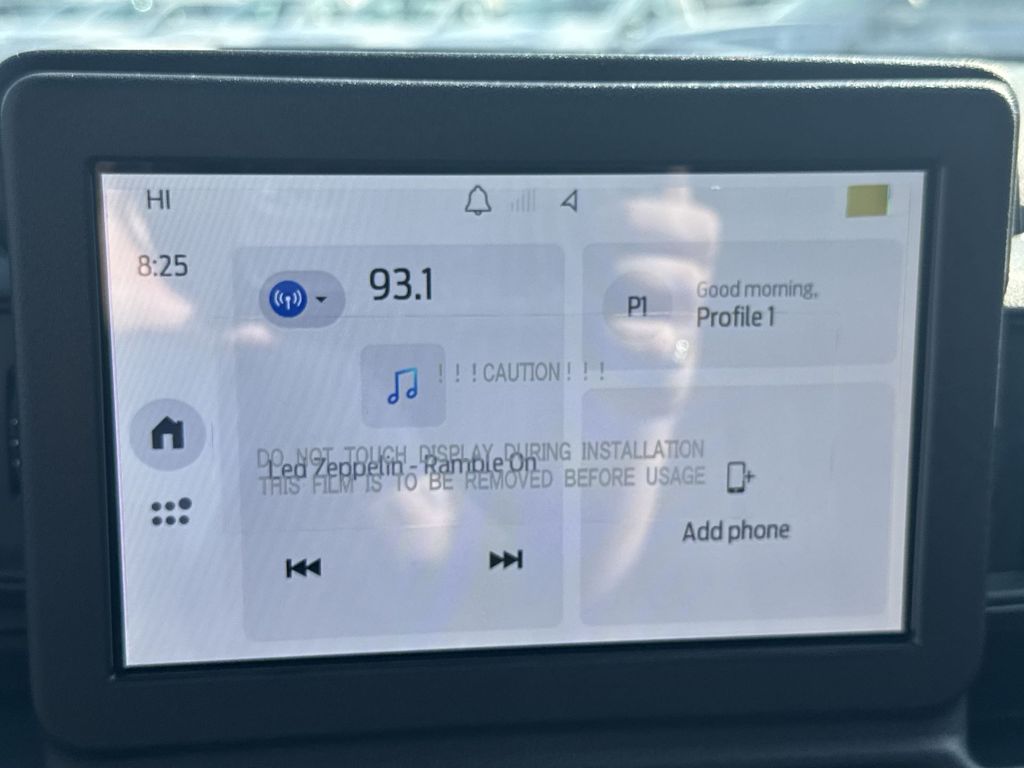 HI
8:25
93.1
P1
Good morning,
Profile 1
! ! ! CAUTION ! ! !
DO NOT TOUCH DISPLAY DURING INSTALLATION
Led Zeppelin - Ramble On
THIS FILM IS TO BE REMOVED BEFORE USAGE
Add phone